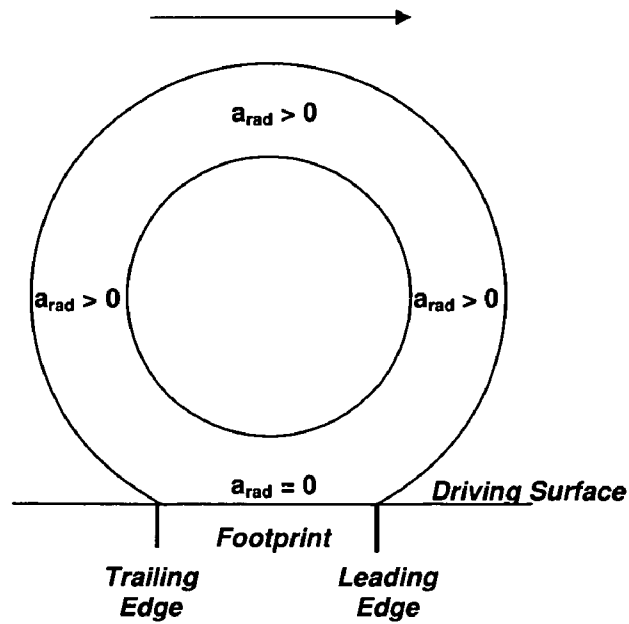 a_rad > 0
a_rad > 0
a_rad > 0
a_rad = 0
Driving Surface
Footprint
Trailing
Edge
Leading
Edge